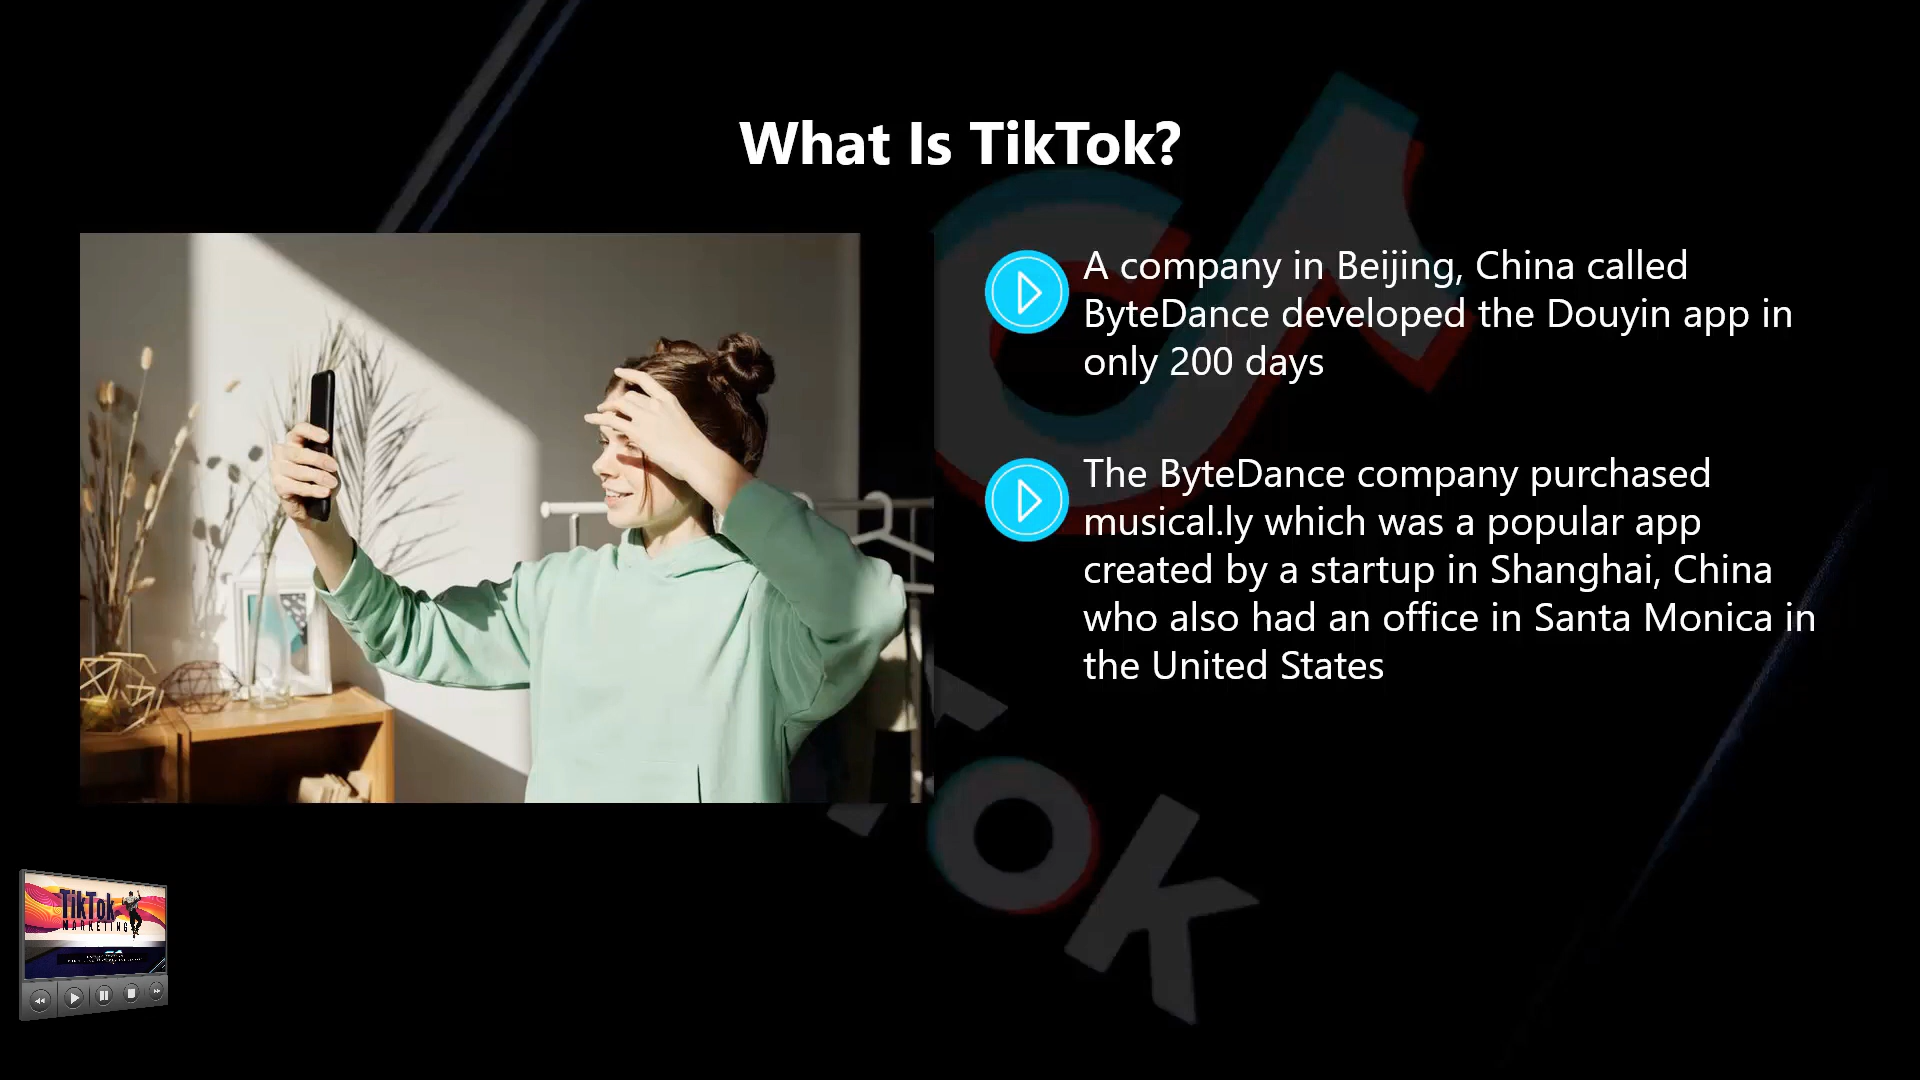 What Is TikTok?
A company in Beijing, China called
ByteDance developed the Douyin app in
only 200 days
The ByteDance company purchased
musical.ly which was a popular app
created by a startup in Shanghai, China
who also had an office in Santa Monica in
the United States
Tok
TikTok
MARKETING